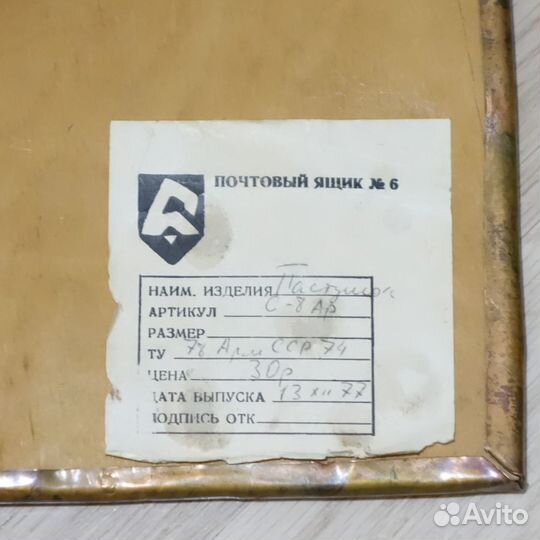 ПОЧТОВЫЙ ЯЩИК № 6
НАИМ. ИЗДЕЛИЯ Пастушок
АРТИКУЛ С-8 АР
РАЗМЕР
ТУ 78 Арм ССР 74
ЦЕНА 30р
ДАТА ВЫПУСКА 13 XII 77
ПОДПИСЬ ОТК
Avito